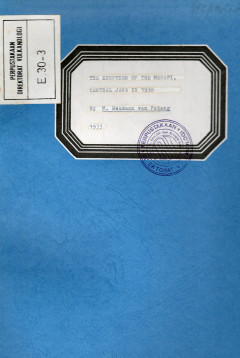 PERPUSTAKAAN
DIREKTORAT VULKANOLOGI
E.30-3
THE ERUPTION OF THE MERAPI,
CENTRAL JAVA IN 1930
By M. Neumann van Padang
1933
PERPUSTAKAAN